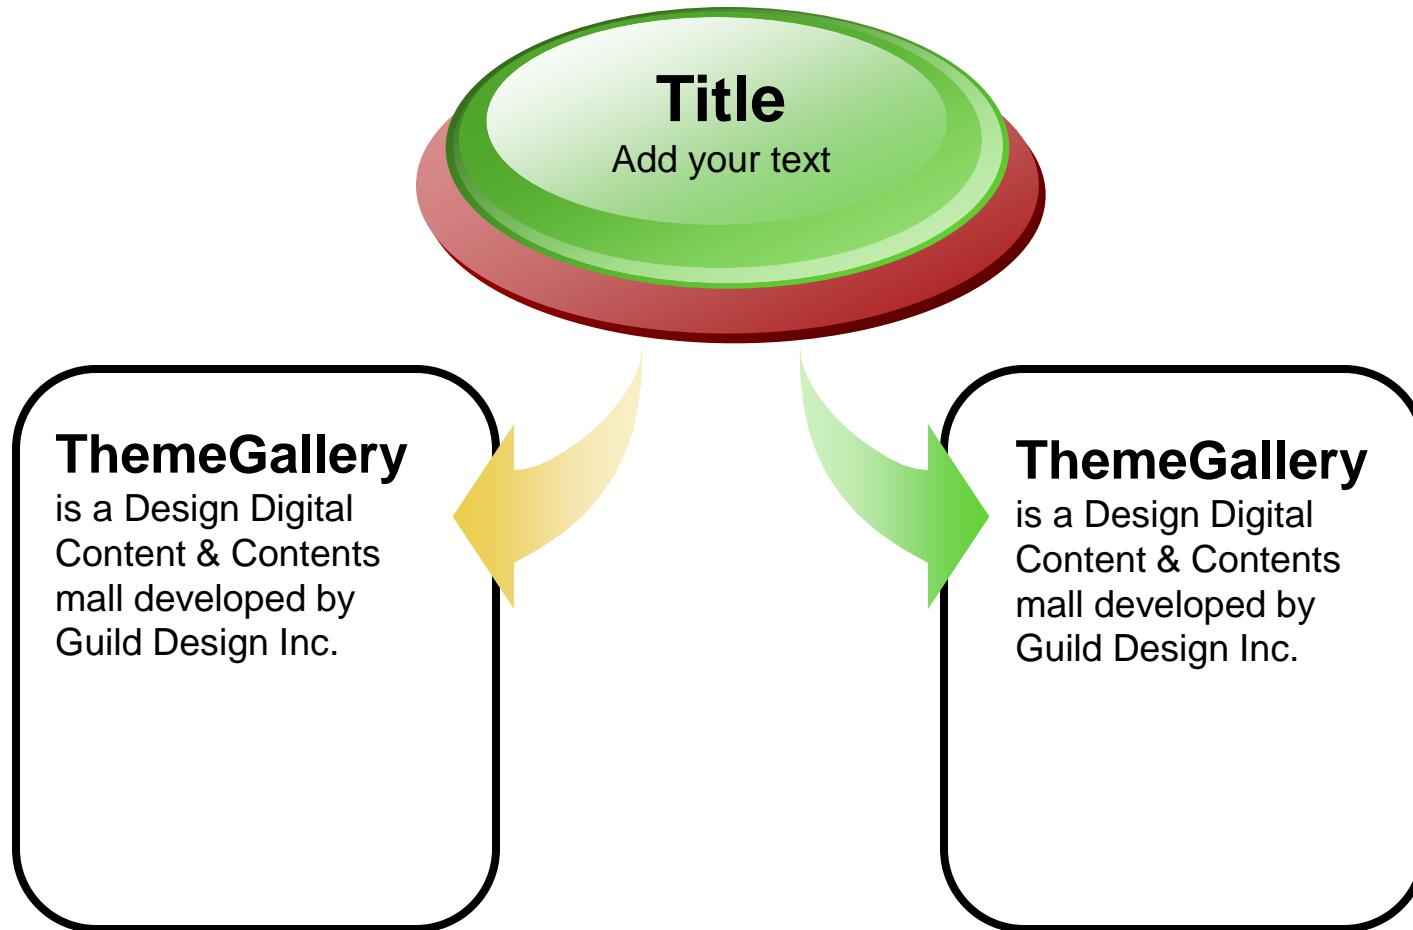 Title
Add your text
ThemeGallery
is a Design Digital
Content & Contents
mall developed by
Guild Design Inc.
ThemeGallery
is a Design Digital
Content & Contents
mall developed by
Guild Design Inc.